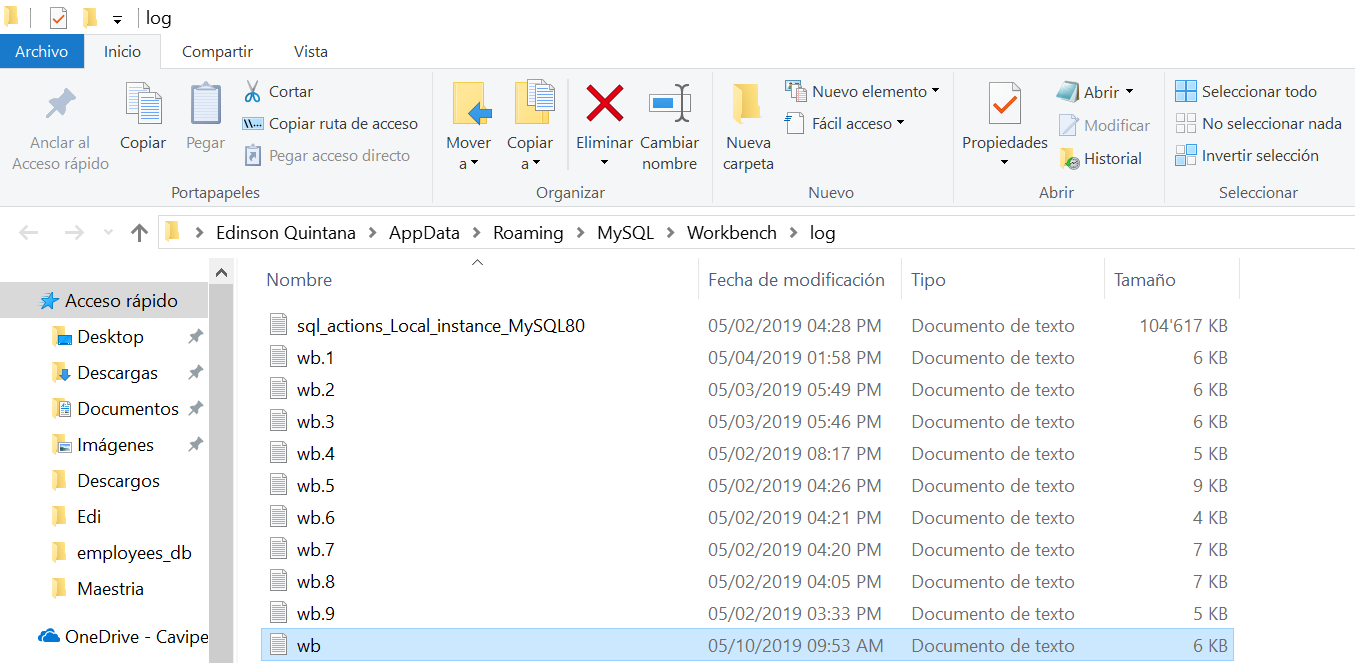 log
Archivo Inicio Compartir Vista
Anclar al Acceso rápido
Copiar
Pegar
Cortar
Copiar ruta de acceso
Pegar acceso directo
Portapapeles
Mover a
Copiar a
Eliminar
Cambiar nombre
Organizar
Nueva carpeta
Nuevo elemento
Fácil acceso
Nuevo
Propiedades
Abrir
Modificar
Historial
Abrir
Seleccionar todo
No seleccionar nada
Invertir selección
Seleccionar
Edinson Quintana > AppData > Roaming > MySQL > Workbench > log
Acceso rápido
Desktop
Descargas
Documentos
Imágenes
Descargos
Edi
employees_db
Maestria
OneDrive - Cavipe
Nombre Fecha de modificación Tipo Tamaño
sql_actions_Local_instance_MySQL80 05/02/2019 04:28 PM Documento de texto 104'617 KB
wb.1 05/04/2019 01:58 PM Documento de texto 6 KB
wb.2 05/03/2019 05:49 PM Documento de texto 6 KB
wb.3 05/03/2019 05:46 PM Documento de texto 6 KB
wb.4 05/02/2019 08:17 PM Documento de texto 5 KB
wb.5 05/02/2019 04:26 PM Documento de texto 9 KB
wb.6 05/02/2019 04:21 PM Documento de texto 4 KB
wb.7 05/02/2019 04:20 PM Documento de texto 7 KB
wb.8 05/02/2019 04:05 PM Documento de texto 7 KB
wb.9 05/02/2019 03:33 PM Documento de texto 5 KB
wb 05/10/2019 09:53 AM Documento de texto 6 KB